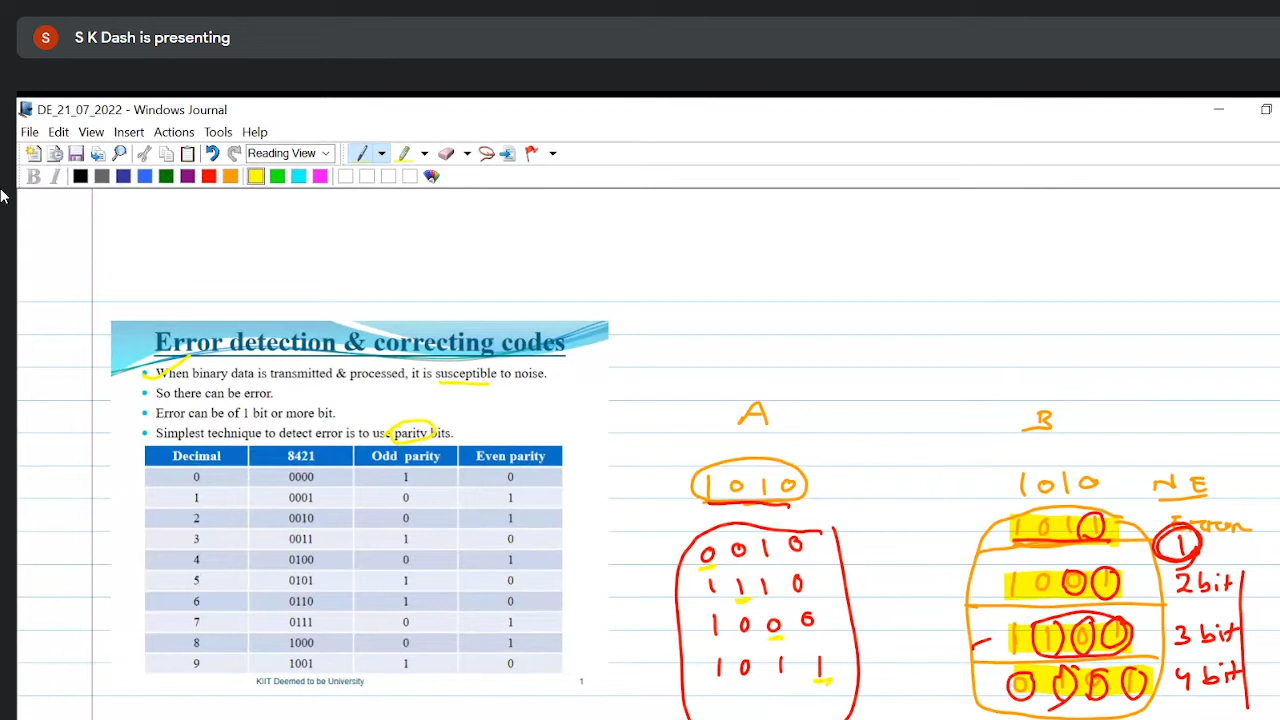 S
S K Dash is presenting
DE_21_07_2022 - Windows Journal
File Edit View Insert Actions Tools Help
Reading View
B I
Error detection & correcting codes
When binary data is transmitted & processed, it is susceptible to noise.
So there can be error.
Error can be of 1 bit or more bit.
Simplest technique to detect error is to use parity bits.
Decimal 8421 Odd parity Even parity
0 0000 1 0
1 0001 0 1
2 0010 0 1
3 0011 1 0
4 0100 0 1
5 0101 1 0
6 0110 1 0
7 0111 0 1
8 1000 0 1
9 1001 1 0
KIIT Deemed to be University 1
A
1010
0010
1110
1000
1011
B
1010 NE
1011 Error
1
1001 2 bit
1101 3 bit
0101 4 bit